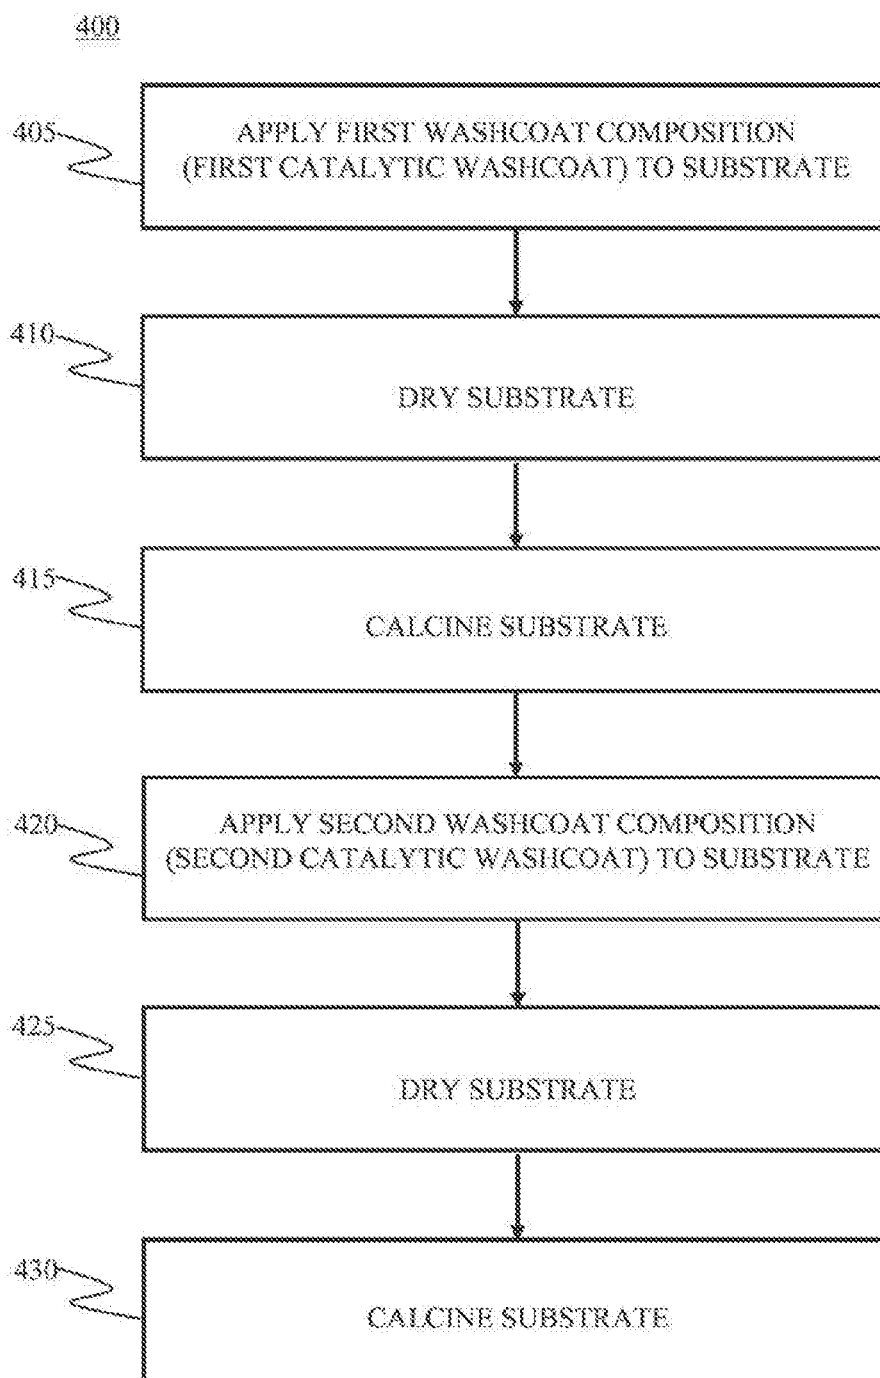 400
405
APPLY FIRST WASHCOAT COMPOSITION
(FIRST CATALYTIC WASHCOAT) TO SUBSTRATE
410
DRY SUBSTRATE
415
CALCINE SUBSTRATE
420
APPLY SECOND WASHCOAT COMPOSITION
(SECOND CATALYTIC WASHCOAT) TO SUBSTRATE
425
DRY SUBSTRATE
430
CALCINE SUBSTRATE